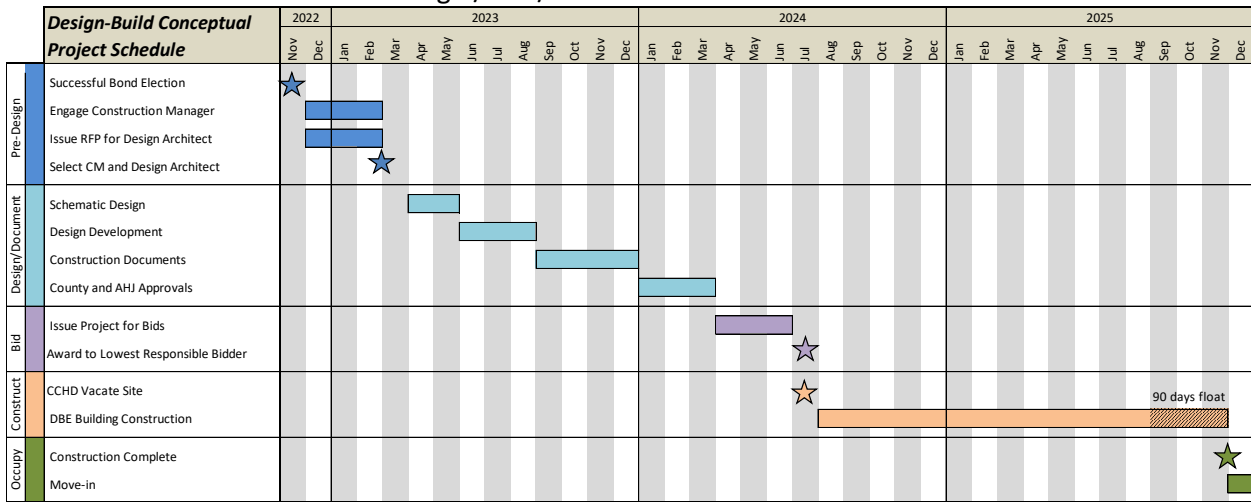 Design-Build Conceptual
Project Schedule
2022
2023
2024
2025
Nov Dec Jan Feb Mar Apr May Jun Jul Aug Sep Oct Nov Dec Jan Feb Mar Apr May Jun Jul Aug Sep Oct Nov Dec Jan Feb Mar Apr May Jun Jul Aug Sep Oct Nov Dec
Pre-Design
Successful Bond Election
Engage Construction Manager
Issue RFP for Design Architect
Select CM and Design Architect
Design/Document
Schematic Design
Design Development
Construction Documents
County and AHJ Approvals
Bid
Issue Project for Bids
Award to Lowest Responsible Bidder
Construct
CCHD Vacate Site
90 days float
DBE Building Construction
Occupy
Construction Complete
Move-in